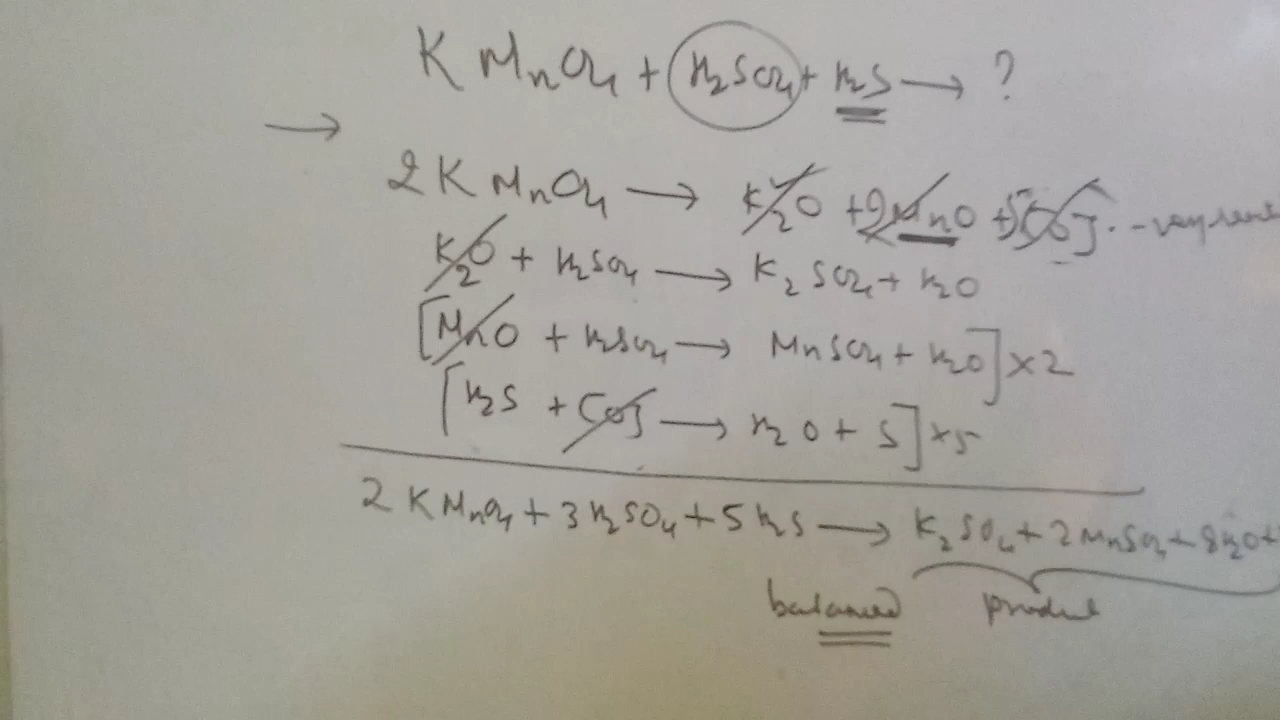 KMnO4 + H2SO4 + H2S → ?
→
2KMnO4 → K2O + 2MnO + 5[O]
K2O + H2SO4 → K2SO4 + H2O
[MnO + H2SO4 → MnSO4 + H2O] × 2
[H2S + [O] → H2O + S] × 5
2KMnO4 + 3H2SO4 + 5H2S → K2SO4 + 2MnSO4 + 8H2O +
balanced product